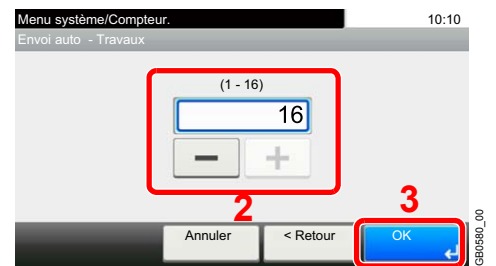 Menu système/Compteur. 10:10
Envoi auto - Travaux
(1 - 16)
16
2
3
Annuler < Retour OK
GB0580_00